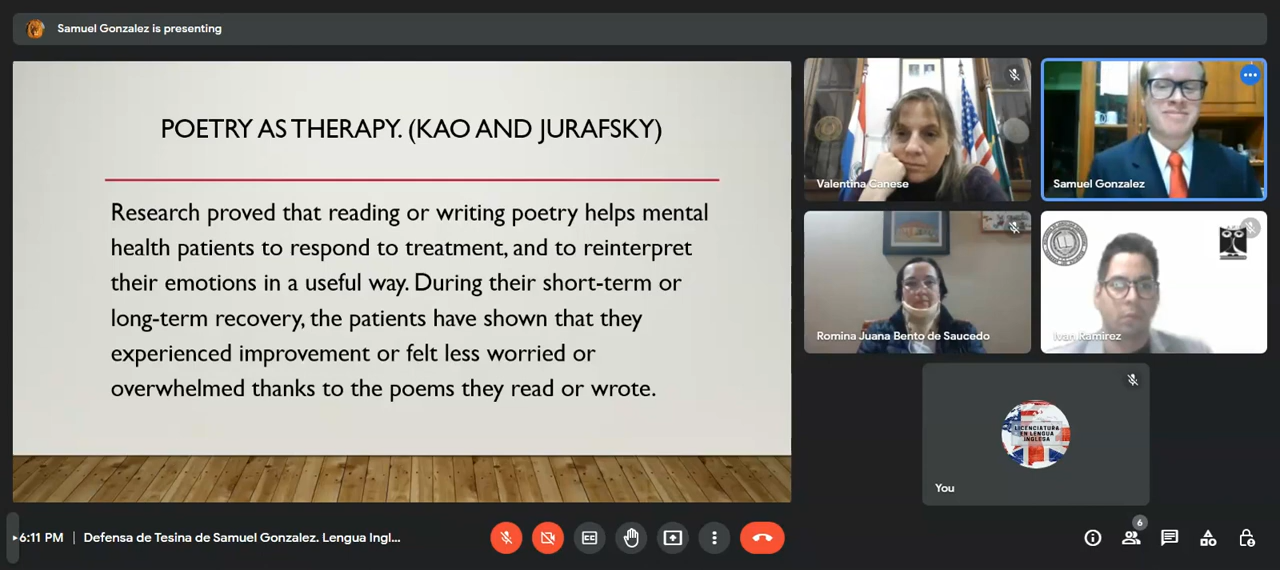 Samuel Gonzalez is presenting
POETRY AS THERAPY. (KAO AND JURAFSKY)
Research proved that reading or writing poetry helps mental
health patients to respond to treatment, and to reinterpret
their emotions in a useful way. During their short-term or
long-term recovery, the patients have shown that they
experienced improvement or felt less worried or
overwhelmed thanks to the poems they read or wrote.
Valentina Canese
Samuel Gonzalez
Romina Juana Bento de Saucedo
Ivan Ramirez
LICENCIATURA
EN LENGUA
INGLESA
You
6:11 PM | Defensa de Tesina de Samuel Gonzalez. Lengua Ingl...
CC
6